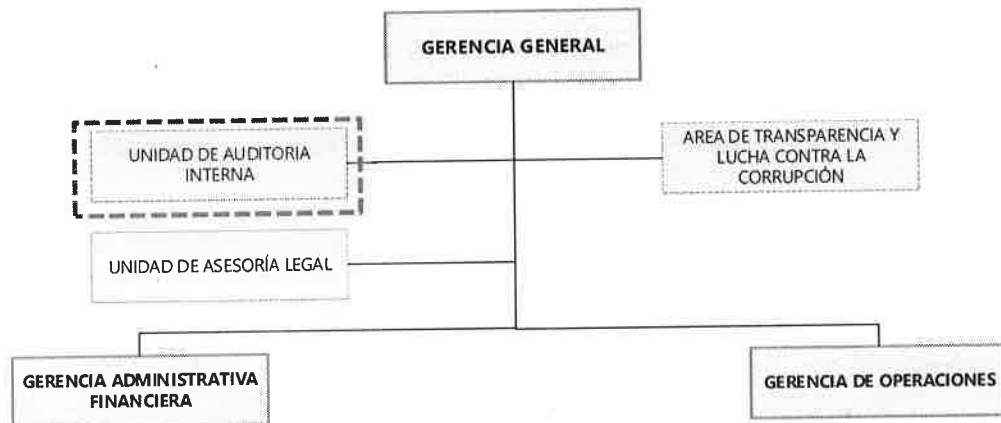 GERENCIA GENERAL
UNIDAD DE AUDITORIA
INTERNA
AREA DE TRANSPARENCIA Y
LUCHA CONTRA LA
CORRUPCIÓN
UNIDAD DE ASESORÍA LEGAL
GERENCIA ADMINISTRATIVA
FINANCIERA
GERENCIA DE OPERACIONES